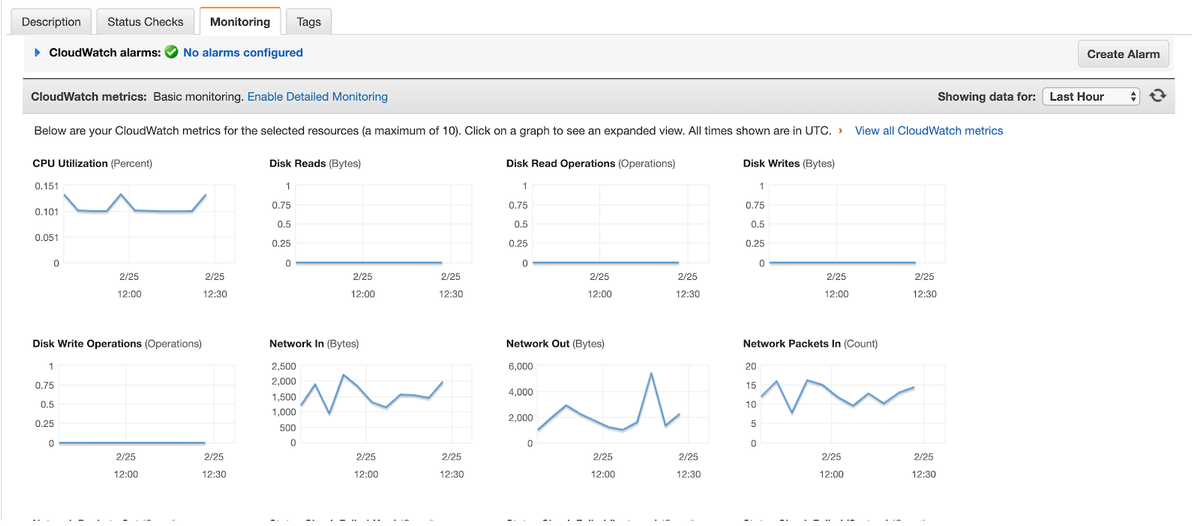 Description Status Checks Monitoring Tags
CloudWatch alarms: No alarms configured Create Alarm
CloudWatch metrics: Basic monitoring. Enable Detailed Monitoring Showing data for: Last Hour
Below are your CloudWatch metrics for the selected resources (a maximum of 10). Click on a graph to see an expanded view. All times shown are in UTC. › View all CloudWatch metrics
CPU Utilization (Percent) Disk Reads (Bytes) Disk Read Operations (Operations) Disk Writes (Bytes)
0.151 1 1 1
0.75 0.75 0.75
0.101 0.5 0.5 0.5
0.051 0.25 0.25 0.25
0 0 0 0
2/25 2/25 2/25 2/25 2/25 2/25 2/25 2/25
12:00 12:30 12:00 12:30 12:00 12:30 12:00 12:30
Disk Write Operations (Operations) Network In (Bytes) Network Out (Bytes) Network Packets In (Count)
1 2,500 6,000 20
0.75 2,000 4,000 15
0.5 1,500 2,000 10
0.25 1,000 0 5
0 500 0
0
2/25 2/25 2/25 2/25 2/25 2/25 2/25 2/25
12:00 12:30 12:00 12:30 12:00 12:30 12:00 12:30